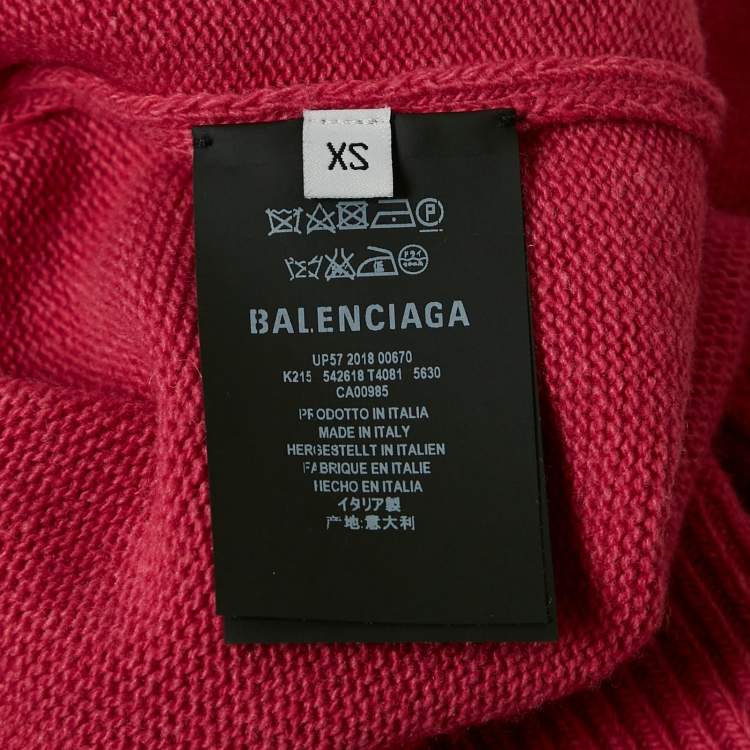 XS
P
BALENCIAGA
UP57 2018 00670
K215 542618 T4081 5630
CA00985
PRODOTTO IN ITALIA
MADE IN ITALY
HERGESTELLT IN ITALIEN
FABRIQUE EN ITALIE
HECHO EN ITALIA
イタリア製
产地:意大利